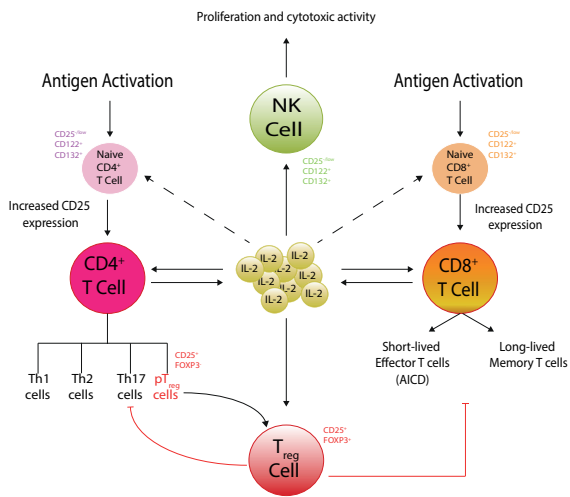 Proliferation and cytotoxic activity
Antigen Activation
Antigen Activation
NK
Cell
CD25⁻/low
CD122⁺
CD132⁺
Naive
CD4⁺
T Cell
CD25⁻/low
CD122⁺
CD132⁺
CD25⁻/low
CD122⁺
CD132⁺
Naive
CD8⁺
T Cell
Increased CD25
expression
Increased CD25
expression
CD4⁺
T Cell
IL-2
IL-2
IL-2
IL-2
IL-2
IL-2
IL-2
IL-2
IL-2
CD8⁺
T Cell
Th1
cells
Th2
cells
Th17
cells
pTreg
cells
CD25⁺
FOXP3⁻
Short-lived
Effector T cells
(AICD)
Long-lived
Memory T cells
Treg
Cell
CD25⁺
FOXP3⁺